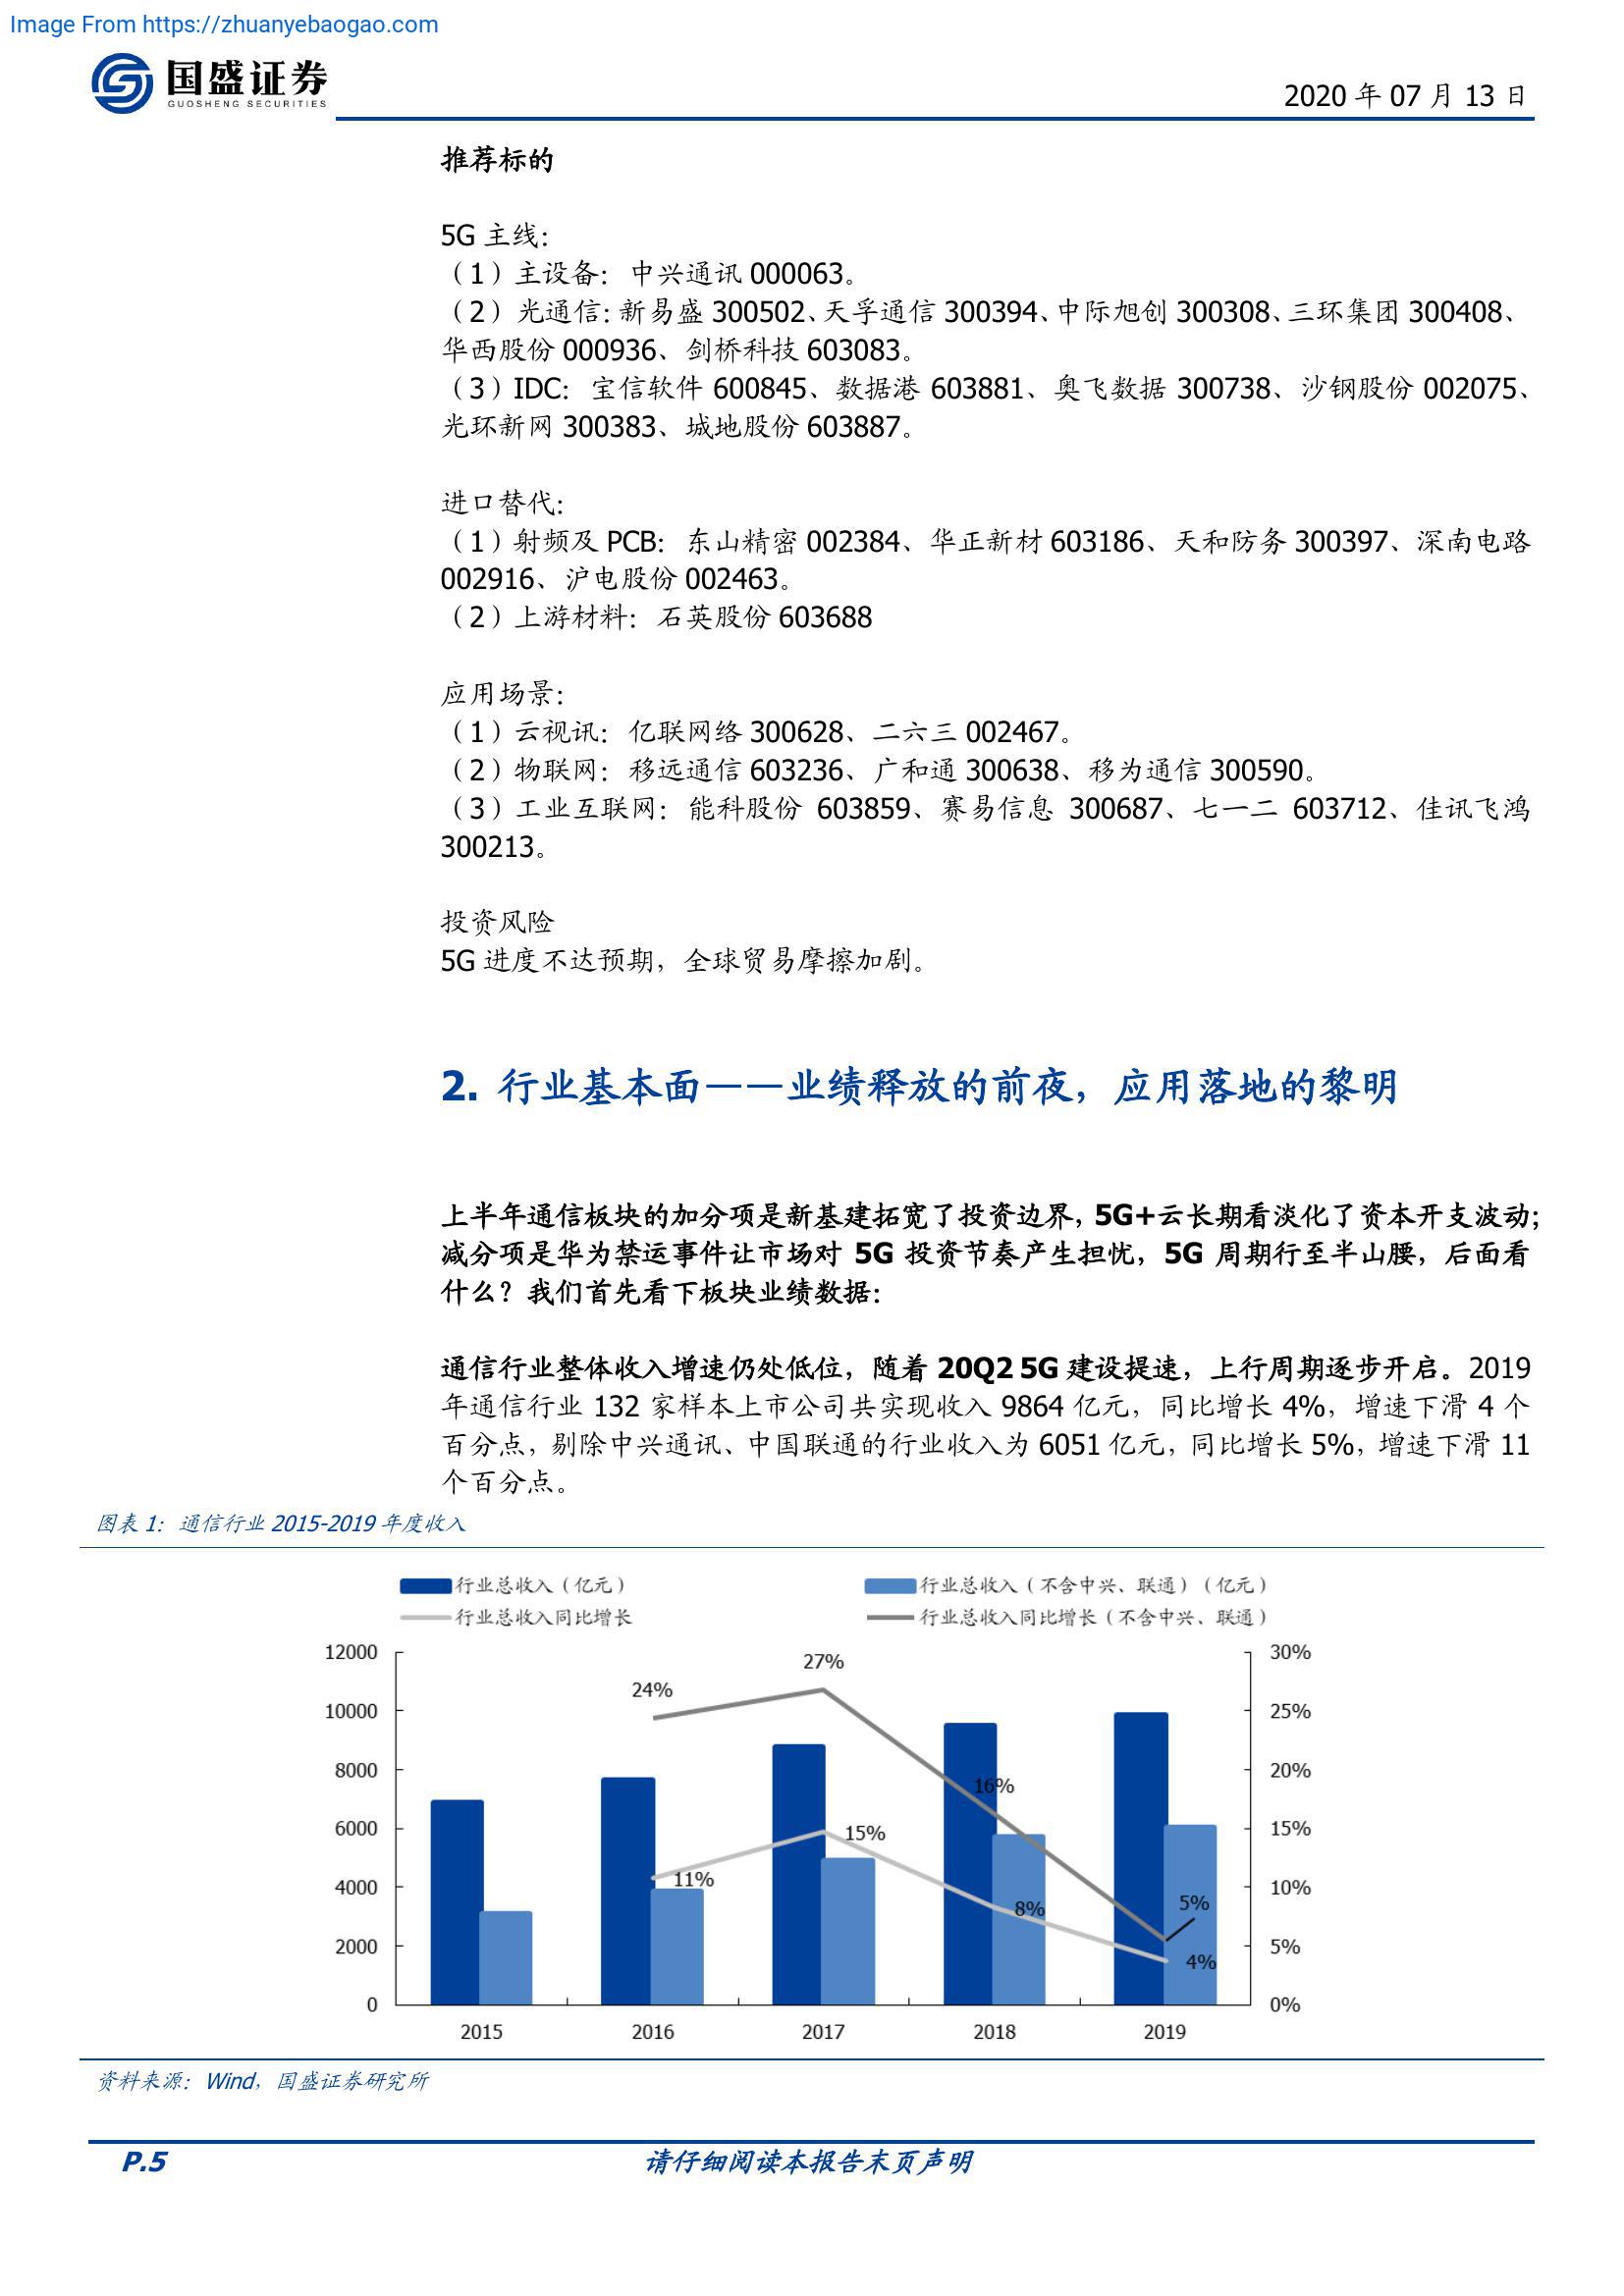 Image From https://zhuanyebaogao.com
国盛证券
GUOSHENG SECURITIES
2020 年 07 月 13 日
推荐标的
5G 主线：
（1）主设备：中兴通讯 000063。
（2）光通信：新易盛 300502、天孚通信 300394、中际旭创 300308、三环集团 300408、
华西股份 000936、剑桥科技 603083。
（3）IDC：宝信软件 600845、数据港 603881、奥飞数据 300738、沙钢股份 002075、
光环新网 300383、城地股份 603887。
进口替代：
（1）射频及 PCB：东山精密 002384、华正新材 603186、天和防务 300397、深南电路
002916、沪电股份 002463。
（2）上游材料：石英股份 603688
应用场景：
（1）云视讯：亿联网络 300628、二六三 002467。
（2）物联网：移远通信 603236、广和通 300638、移为通信 300590。
（3）工业互联网：能科股份 603859、赛易信息 300687、七一二 603712、佳讯飞鸿
300213。
投资风险
5G 进度不达预期，全球贸易摩擦加剧。
2. 行业基本面——业绩释放的前夜，应用落地的黎明
上半年通信板块的加分项是新基建拓宽了投资边界，5G+云长期看淡化了资本开支波动；
减分项是华为禁运事件让市场对 5G 投资节奏产生担忧，5G 周期行至半山腰，后面看
什么？我们首先看下板块业绩数据：
通信行业整体收入增速仍处低位，随着 20Q2 5G 建设提速，上行周期逐步开启。2019
年通信行业 132 家样本上市公司共实现收入 9864 亿元，同比增长 4%，增速下滑 4 个
百分点，剔除中兴通讯、中国联通的行业收入为 6051 亿元，同比增长 5%，增速下滑 11
个百分点。
图表 1：通信行业 2015-2019 年度收入
行业总收入（亿元） 行业总收入（不含中兴、联通）（亿元）
行业总收入同比增长 行业总收入同比增长（不含中兴、联通）
12000 30%
27%
24%
10000 25%
8000 20%
16%
6000 15%
15%
4000 10%
11%
8%
5%
2000 5%
4%
0 0%
2015 2016 2017 2018 2019
资料来源：Wind，国盛证券研究所
P.5 请仔细阅读本报告末页声明